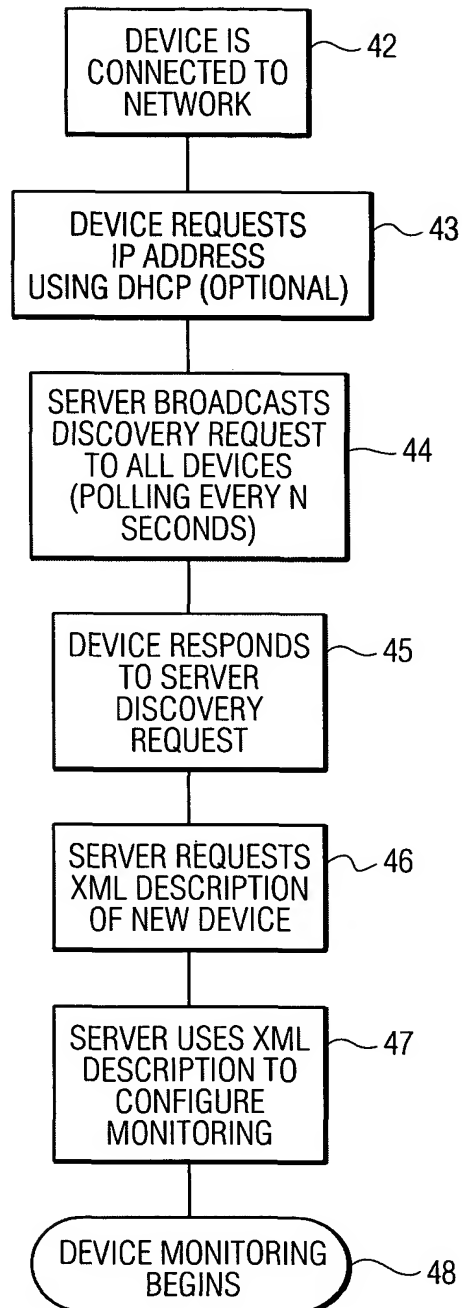 DEVICE IS
CONNECTED TO
NETWORK
42
DEVICE REQUESTS
IP ADDRESS
USING DHCP (OPTIONAL)
43
SERVER BROADCASTS
DISCOVERY REQUEST
TO ALL DEVICES
(POLLING EVERY N
SECONDS)
44
DEVICE RESPONDS
TO SERVER
DISCOVERY
REQUEST
45
SERVER REQUESTS
XML DESCRIPTION
OF NEW DEVICE
46
SERVER USES XML
DESCRIPTION TO
CONFIGURE
MONITORING
47
DEVICE MONITORING
BEGINS
48